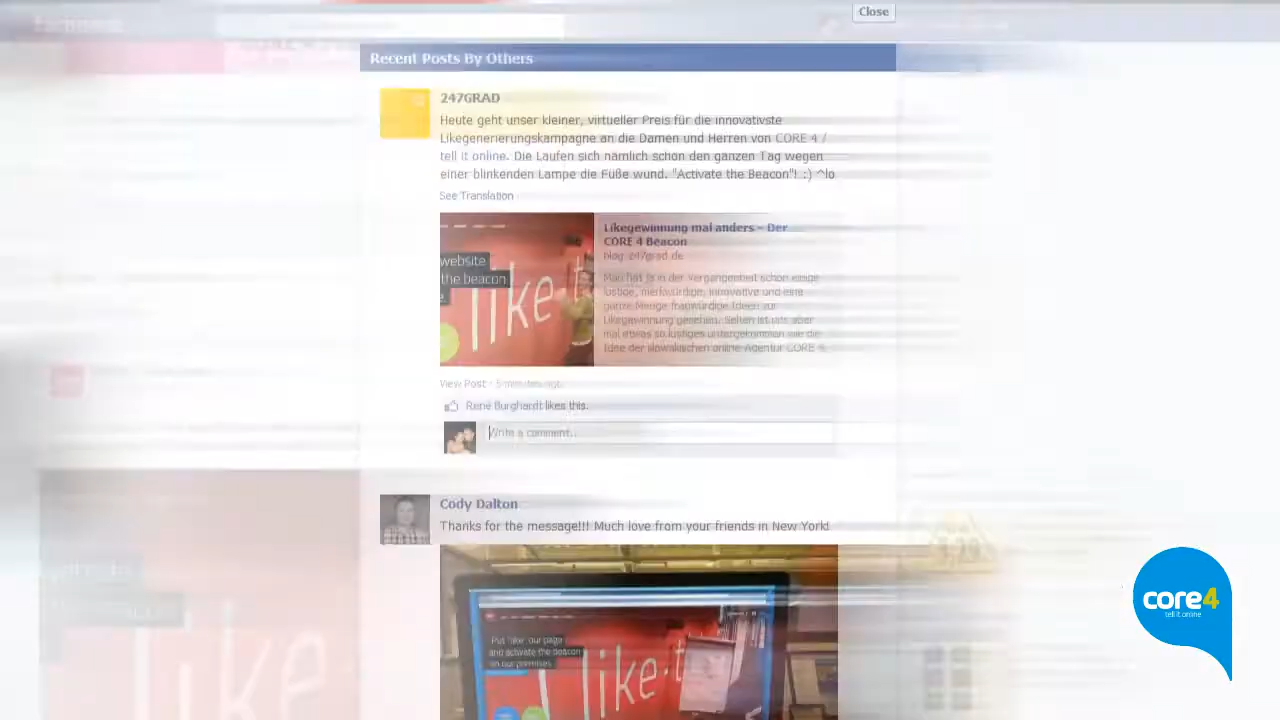 Close
Recent Posts By Others
247GRAD
Heute geht unser kleiner, virtueller Preis für die innovativste
Likegenerierungskampagne an die Damen und Herren von CORE 4 /
tell it online. Die Laufen sich nämlich schon den ganzen Tag wegen
einer blinkenden Lampe die Füße wund. "Activate the Beacon"! :) ^lo
See Translation
website
the beacon
like
Likegewinnung mal anders – Der
CORE 4 Beacon
blog.247grad.de
Man hat ja in der Vergangenheit schon einige
lustige, merkwürdige, innovative und eine
ganze Menge fragwürdige Ideen zur
Likegewinnung gesehen. Selten ist uns aber
mal etwas so lustiges untergekommen wie die
Idee der slowakischen online Agentur CORE 4
View Post
René Burghardt likes this.
Write a comment...
Cody Dalton
Thanks for the message!!! Much love from your friends in New York!
Put 'like' our page
and activate the beacon
on our premises
like
core4
tell it online